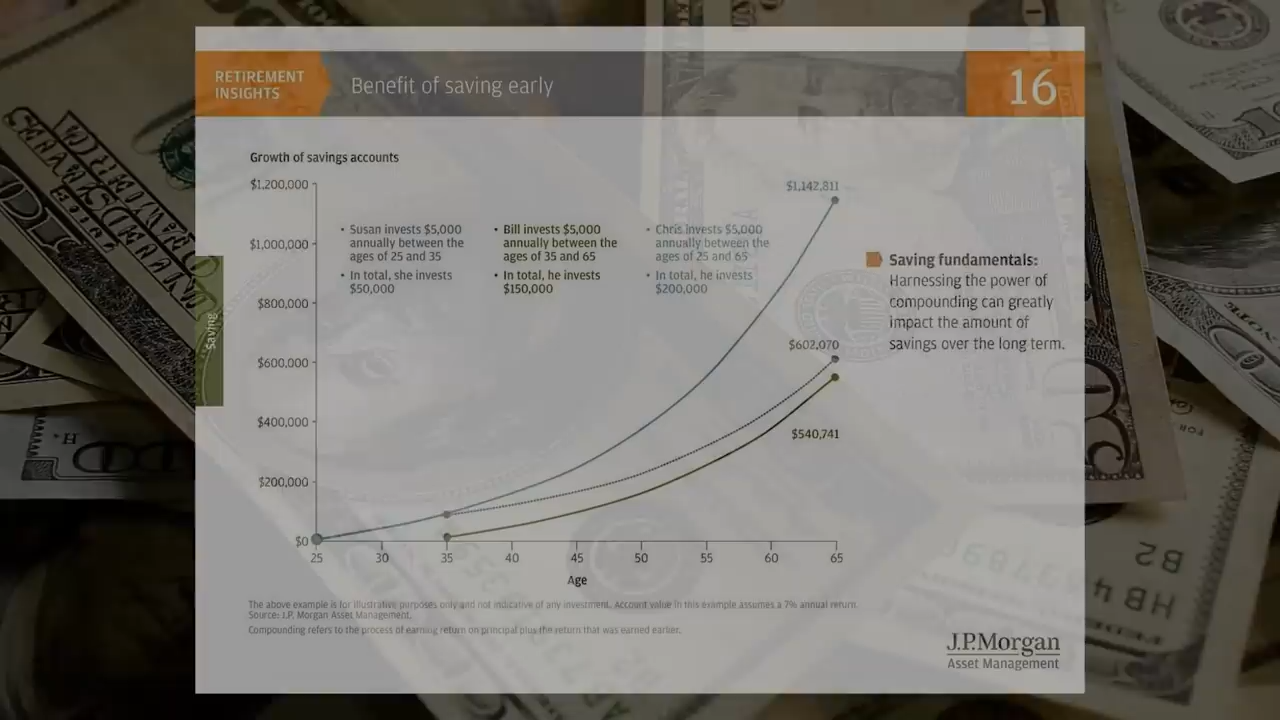 RETIREMENT
INSIGHTS
Benefit of saving early
16
Growth of savings accounts
$1,200,000
$1,000,000
$800,000
$600,000
$400,000
$200,000
$0
• Susan invests $5,000
annually between the
ages of 25 and 35
• In total, she invests
$50,000
• Bill invests $5,000
annually between the
ages of 35 and 65
• In total, he invests
$150,000
• Chris invests $5,000
annually between the
ages of 25 and 65
• In total, he invests
$200,000
$1,142,811
$602,070
$540,741
Saving fundamentals:
Harnessing the power of
compounding can greatly
impact the amount of
savings over the long term.
Saving
25 30 35 40 45 50 55 60 65
Age
The above example is for illustrative purposes only and not indicative of any investment. Account value in this example assumes a 7% annual return.
Source: J.P. Morgan Asset Management.
Compounding refers to the process of earning return on principal plus the return that was earned earlier.
J.P.Morgan
Asset Management
B2